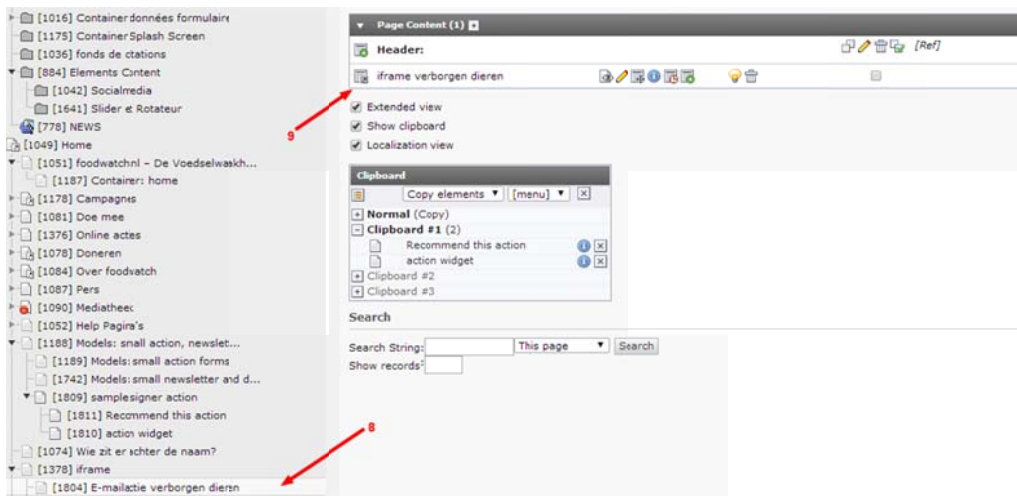 [1016] Container données formulaire
[1175] Container Splash Screen
[1036] fonds de ctations
[884] Elements Content
[1042] Socialmedia
[1641] Slider et Rotateur
[778] NEWS
[1049] Home
[1051] foodwatchnl - De Voedselwaakh...
[1187] Container: home
[1178] Campagnes
[1081] Doe mee
[1376] Online acties
[1078] Doneren
[1084] Over foodwatch
[1087] Pers
[1090] Mediatheek
[1052] Help Pagina's
[1188] Models: small action, newslet...
[1189] Models: small action forms
[1742] Models: small newsletter and d...
[1809] sample signer action
[1811] Recommend this action
[1810] action widget
[1074] Wie zit er achter de naam?
[1378] iframe
[1804] E-mailactie verborgen dieren
9
8
Page Content (1)
Header: [Ref]
iframe verborgen dieren
Extended view
Show clipboard
Localization view
Clipboard
Copy elements [menu]
Normal (Copy)
Clipboard #1 (2)
Recommend this action
action widget
Clipboard #2
Clipboard #3
Search
Search String: This page Search
Show records: